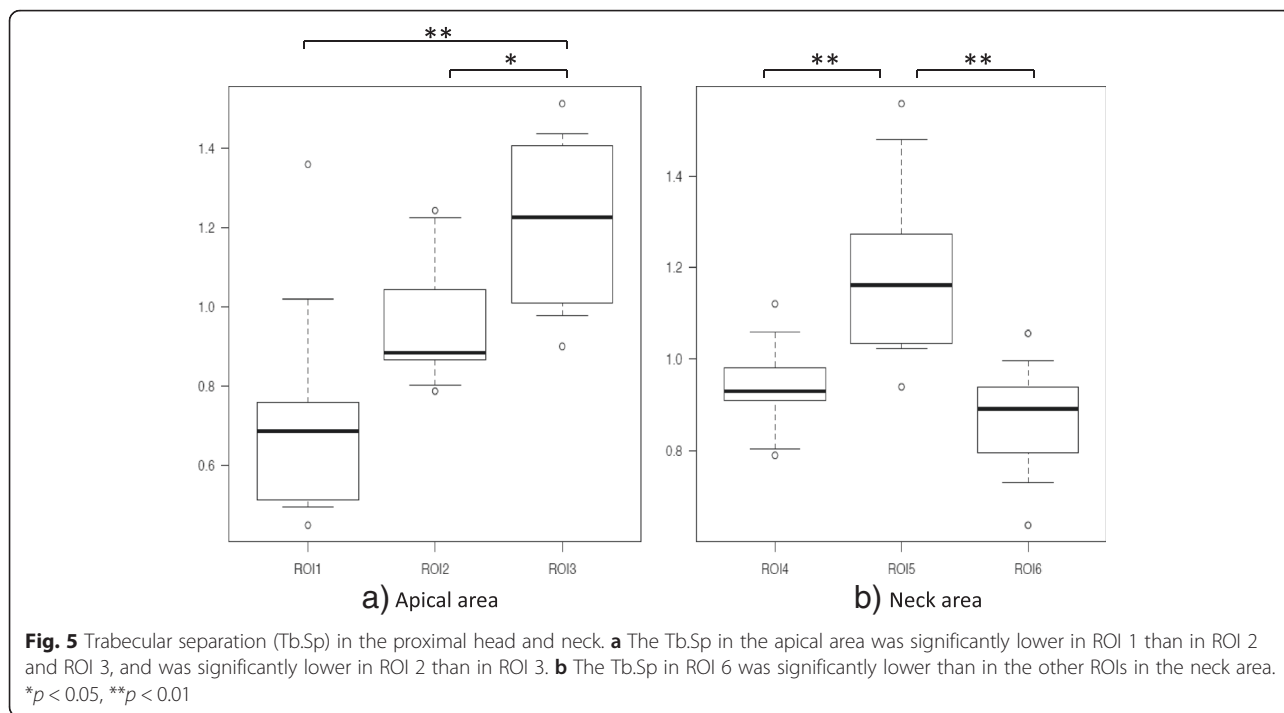 ** *
** **
1.4
1.2
1.0
0.8
0.6
ROI1 ROI2 ROI3
a) Apical area
1.4
1.2
1.0
0.8
ROI4 ROI5 ROI6
b) Neck area
Fig. 5 Trabecular separation (Tb.Sp) in the proximal head and neck. a The Tb.Sp in the apical area was significantly lower in ROI 1 than in ROI 2
and ROI 3, and was significantly lower in ROI 2 than in ROI 3. b The Tb.Sp in ROI 6 was significantly lower than in the other ROIs in the neck area.
*p < 0.05, **p < 0.01